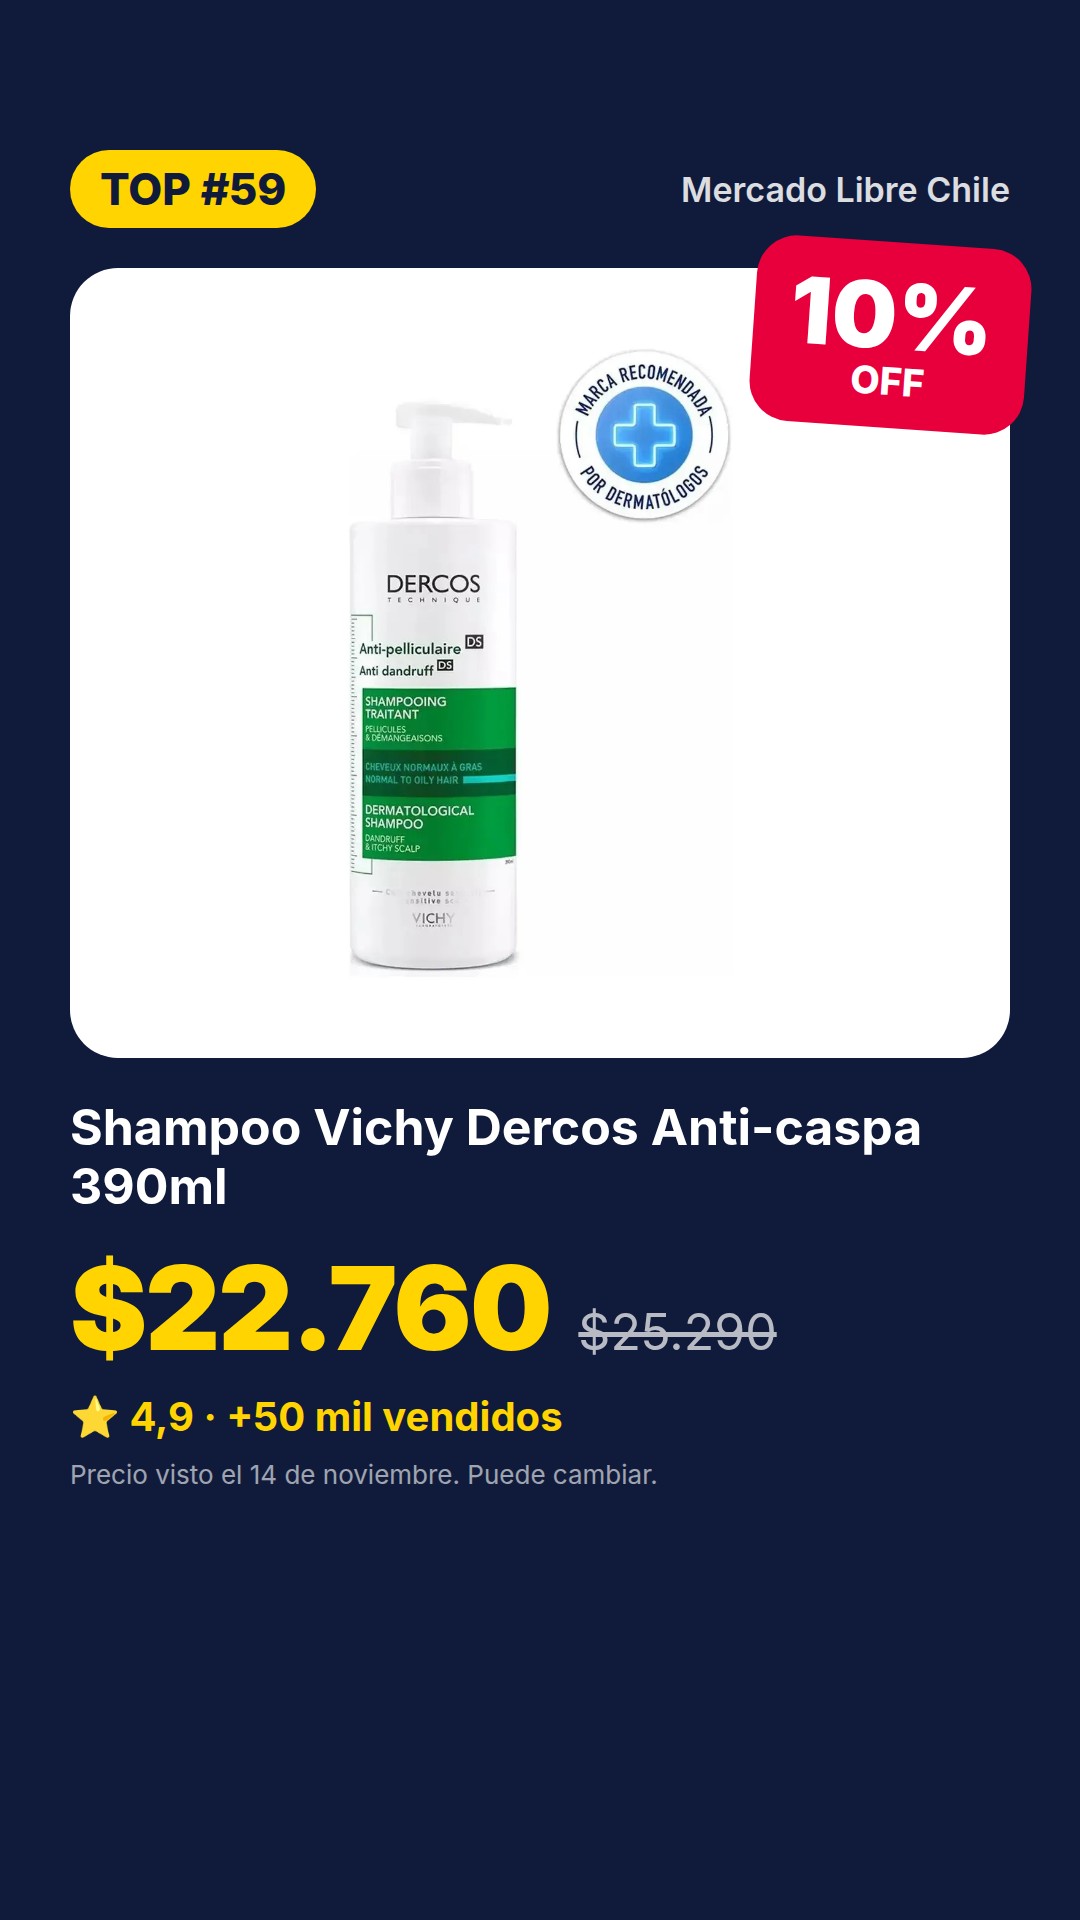 TOP #59
Mercado Libre Chile
10%
OFF
MARCA RECOMENDADA
POR DERMATÓLOGOS
DERCOS
TECHNIQUE
Anti-pelliculaire DS
Anti dandruff DS
SHAMPOOING
TRAITANT
PELLICULES
& DÉMANGEAISONS
CHEVEUX NORMAUX À GRAS
NORMAL TO OILY HAIR
DERMATOLOGICAL
SHAMPOO
DANDRUFF
& ITCHY SCALP
VICHY
Shampoo Vichy Dercos Anti-caspa
390ml
$22.760 $25.290
⭐ 4,9 · +50 mil vendidos
Precio visto el 14 de noviembre. Puede cambiar.